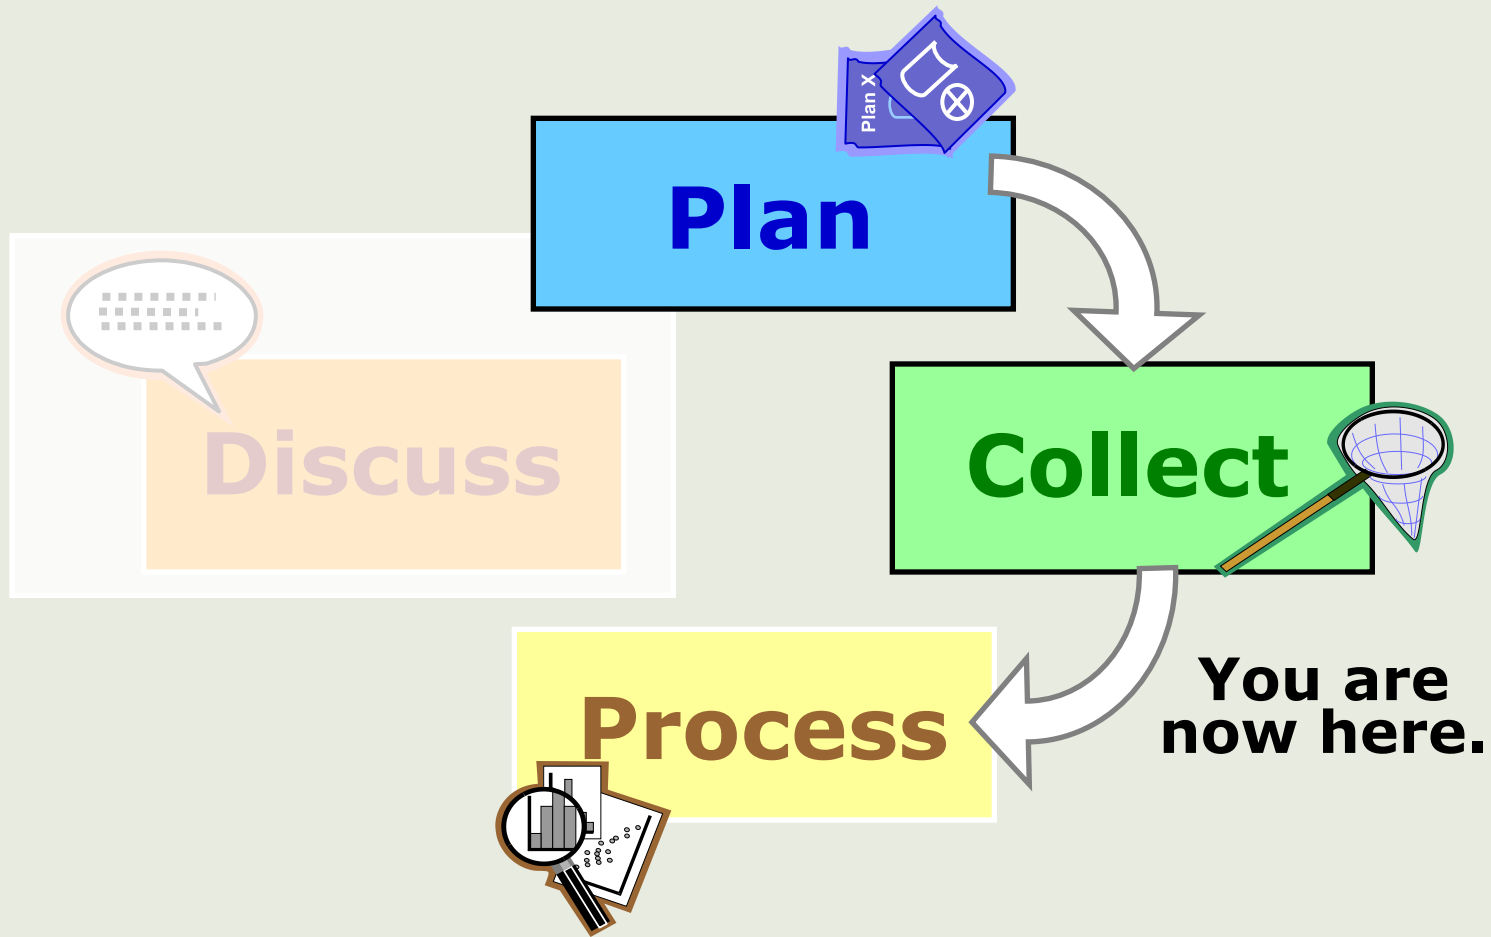 Plan X
Plan
Discuss
Collect
Process
You are
now here.